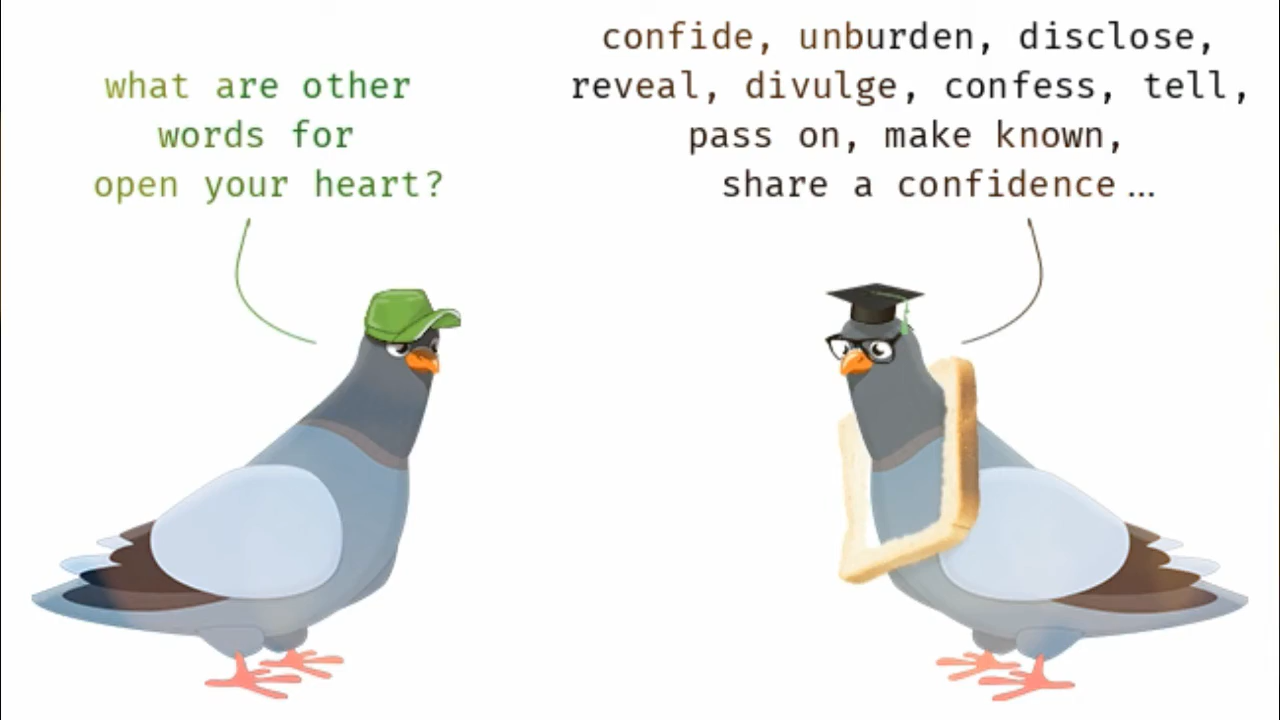 what are other
words for
open your heart?
confide, unburden, disclose,
reveal, divulge, confess, tell,
pass on, make known,
share a confidence ...